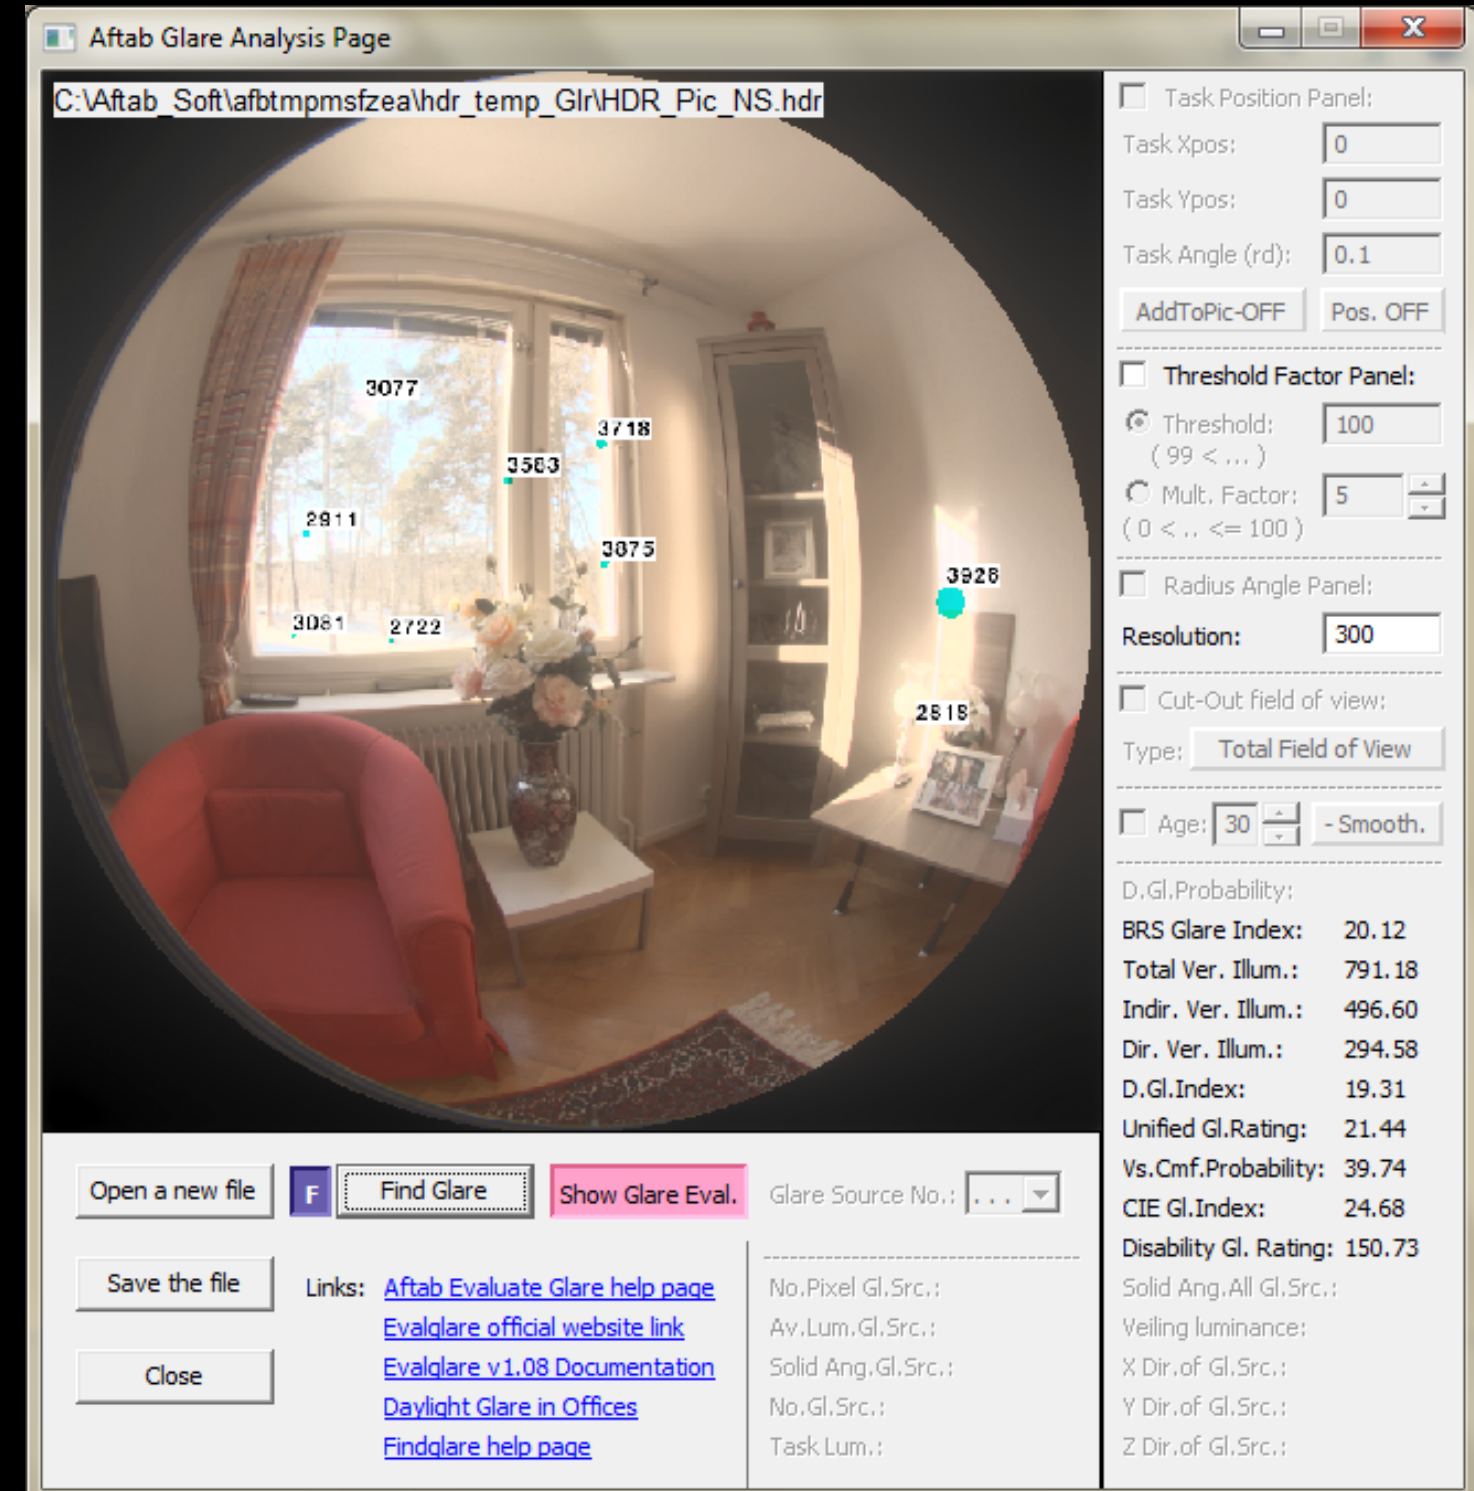 Aftab Glare Analysis Page
C:\Aftab_Soft\afbtmpmsfzea\hdr_temp_Glr\HDR_Pic_NS.hdr
3077
3718
3583
2911
3875
3928
3081
2722
2818
Task Position Panel:
Task Xpos: 0
Task Ypos: 0
Task Angle (rd): 0.1
AddToPic-OFF Pos. OFF
Threshold Factor Panel:
Threshold: 100
( 99 < ... )
Mult. Factor: 5
( 0 < .. <= 100 )
Radius Angle Panel:
Resolution: 300
Cut-Out field of view:
Type: Total Field of View
Age: 30 - Smooth.
D.Gl.Probability:
BRS Glare Index: 20.12
Total Ver. Illum.: 791.18
Indir. Ver. Illum.: 496.60
Dir. Ver. Illum.: 294.58
D.Gl.Index: 19.31
Unified Gl.Rating: 21.44
Vs.Cmf.Probability: 39.74
CIE Gl.Index: 24.68
Disability Gl. Rating: 150.73
Solid Ang.All Gl.Src.:
Veiling luminance:
X Dir.of Gl.Src.:
Y Dir.of Gl.Src.:
Z Dir.of Gl.Src.:
Open a new file F Find Glare Show Glare Eval. Glare Source No.: . . .
Save the file
Close
Links: Aftab Evaluate Glare help page
Evalglare official website link
Evalglare v1.08 Documentation
Daylight Glare in Offices
Findglare help page
No.Pixel Gl.Src.:
Av.Lum.Gl.Src.:
Solid Ang.Gl.Src.:
No.Gl.Src.:
Task Lum.: